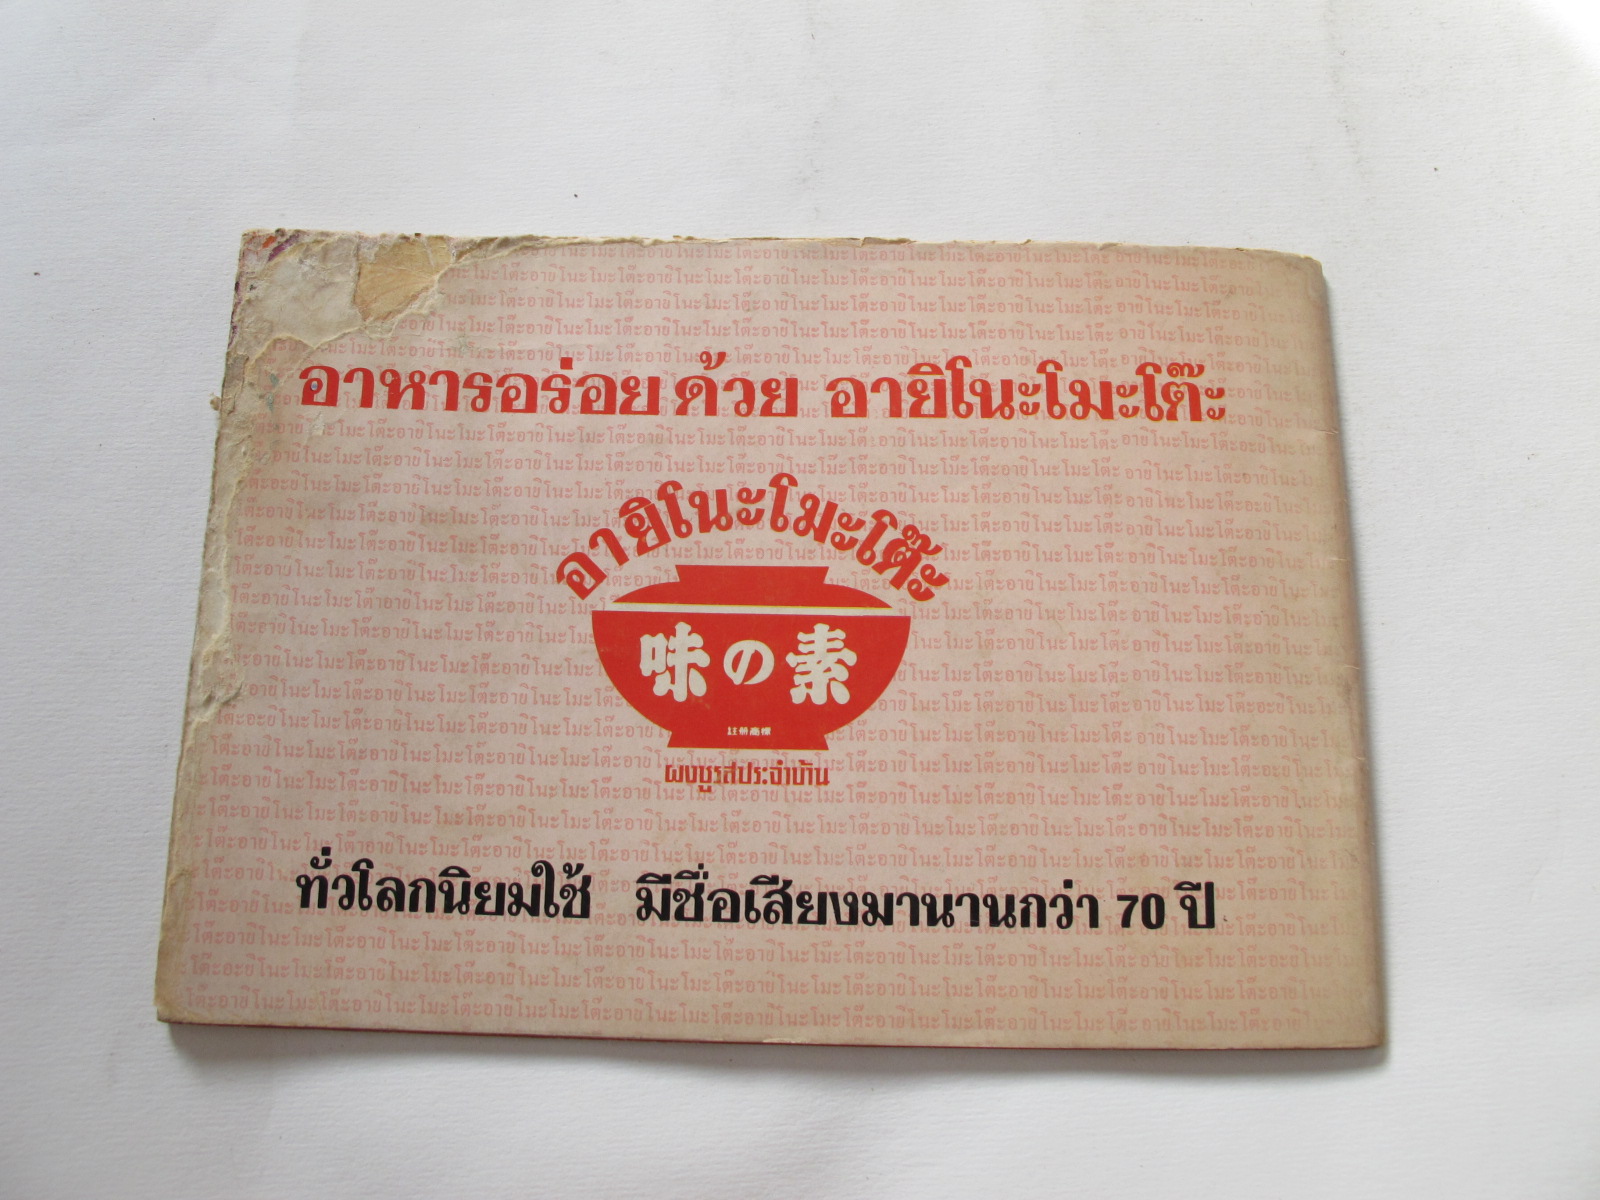 อาหารอร่อย ด้วย อายิโนะโมะโต๊ะ
อายิโนะโมะโต๊ะ
味の素
註冊商標
ผงชูรสประจำบ้าน
ทั่วโลกนิยมใช้ มีชื่อเสียงมานานกว่า 70 ปี